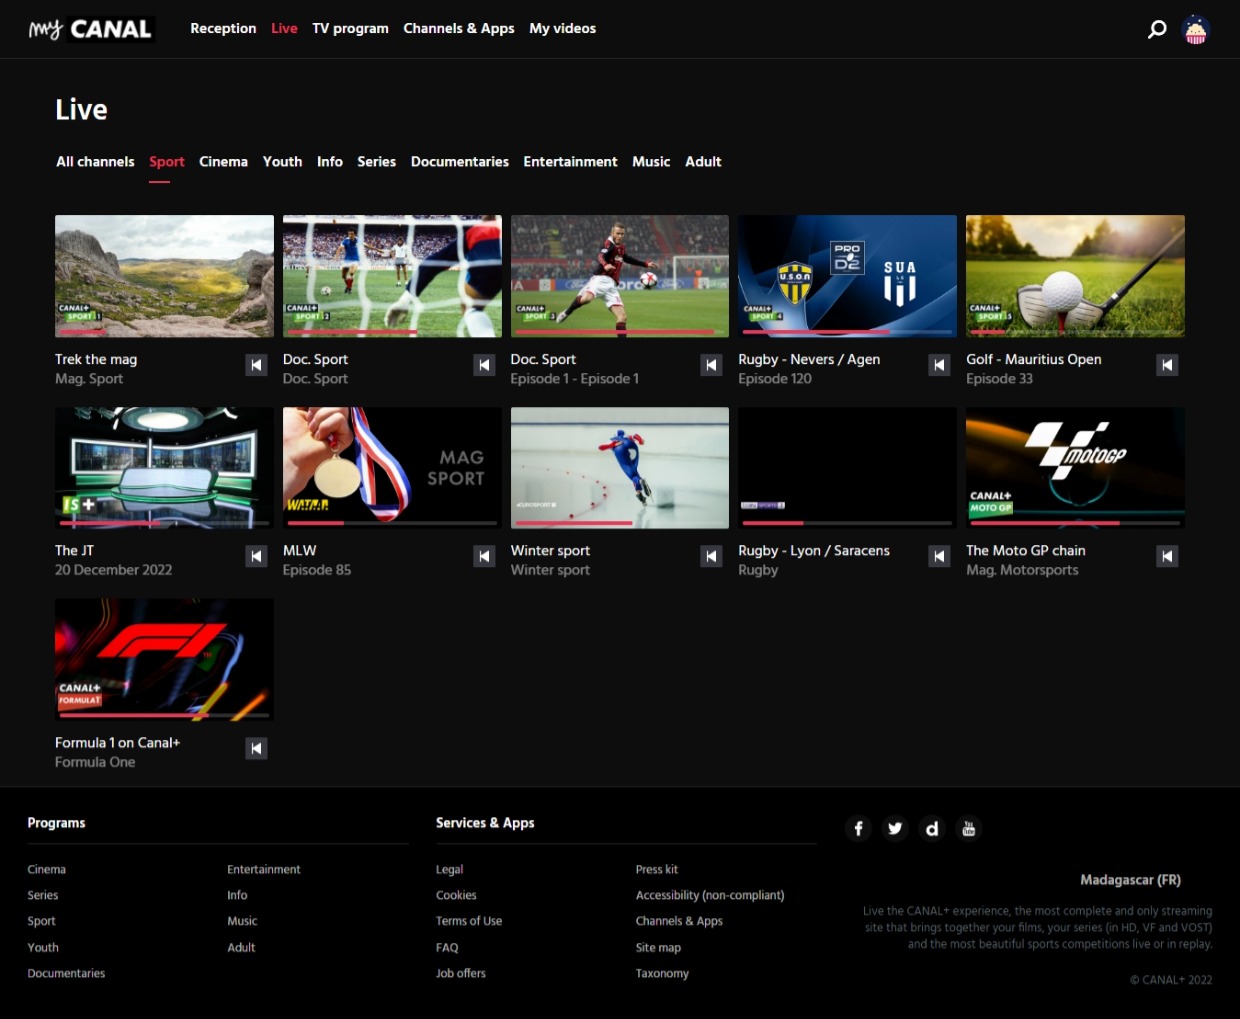 my CANAL
Reception Live TV program Channels & Apps My videos
Live
All channels Sport Cinema Youth Info Series Documentaries Entertainment Music Adult
CANAL+
SPORT 1
CANAL+
SPORT 2
CANAL+
SPORT 3
PRO
D2
U.S.O.N
SUA
CANAL+
SPORT 4
CANAL+
SPORT 5
Trek the mag
Mag. Sport
Doc. Sport
Doc. Sport
Doc. Sport
Episode 1 - Episode 1
Rugby - Nevers / Agen
Episode 120
Golf - Mauritius Open
Episode 33
MAG
SPORT
EUROSPORT
MotoGP
CANAL+
MOTO GP
The JT
20 December 2022
MLW
Episode 85
Winter sport
Winter sport
Rugby - Lyon / Saracens
Rugby
The Moto GP chain
Mag. Motorsports
F1
CANAL+
FORMULA1
Formula 1 on Canal+
Formula One
Programs
Cinema
Series
Sport
Youth
Documentaries
Entertainment
Info
Music
Adult
Services & Apps
Legal
Cookies
Terms of Use
FAQ
Job offers
Press kit
Accessibility (non-compliant)
Channels & Apps
Site map
Taxonomy
f
d
You Tube
Madagascar (FR)
Live the CANAL+ experience, the most complete and only streaming
site that brings together your films, your series (in HD, VF and VOST)
and the most beautiful sports competitions live or in replay.
© CANAL+ 2022